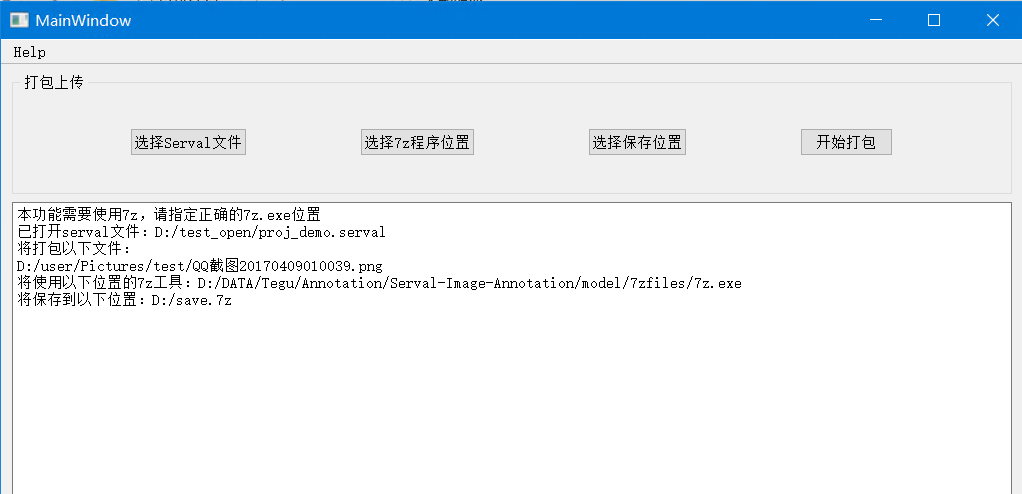 MainWindow
Help
打包上传
选择Serval文件
选择7z程序位置
选择保存位置
开始打包
本功能需要使用7z，请指定正确的7z.exe位置
已打开serval文件：D:/test_open/proj_demo.serval
将打包以下文件：
D:/user/Pictures/test/QQ截图20170409010039.png
将使用以下位置的7z工具：D:/DATA/Tegu/Annotation/Serval-Image-Annotation/model/7zfiles/7z.exe
将保存到以下位置：D:/save.7z